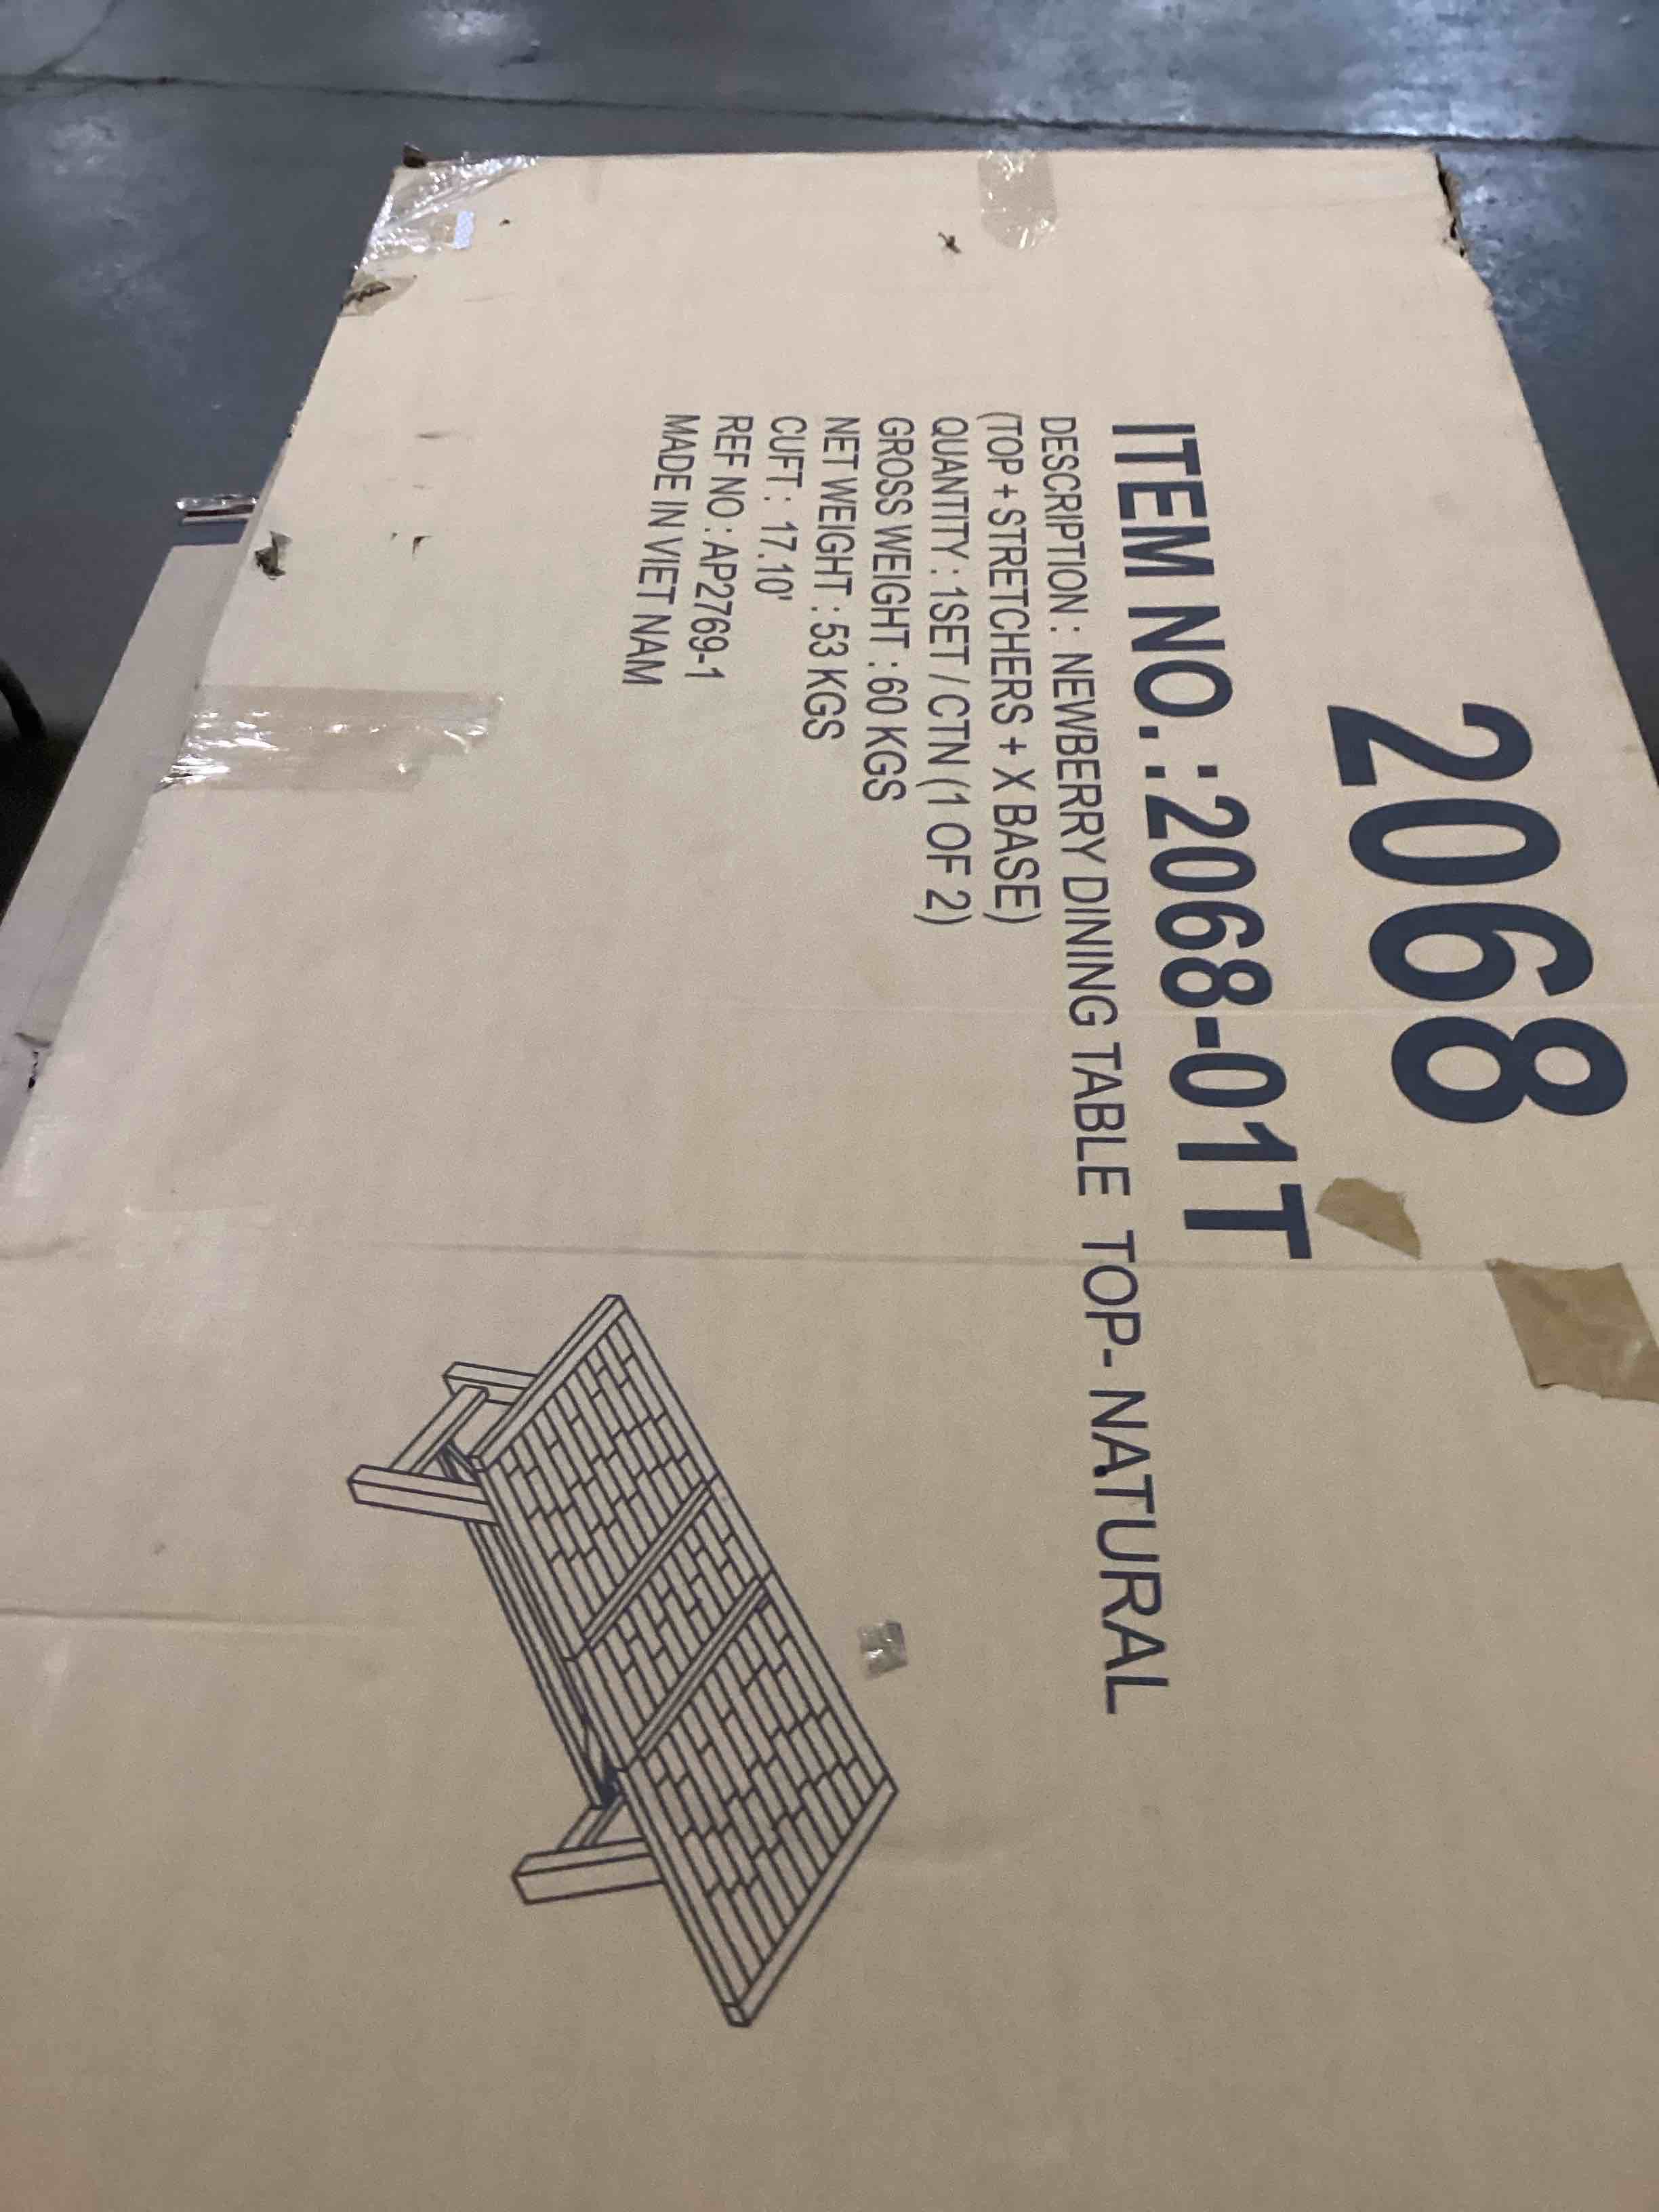 2068
ITEM NO. : 2068-01T
DESCRIPTION : NEWBERRY DINING TABLE TOP- NATURAL
(TOP + STRETCHERS + X BASE)
QUANTITY : 1SET / CTN (1 OF 2)
GROSS WEIGHT : 60 KGS
NET WEIGHT : 53 KGS
CUFT : 17.10'
REF NO : AP2769-1
MADE IN VIET NAM